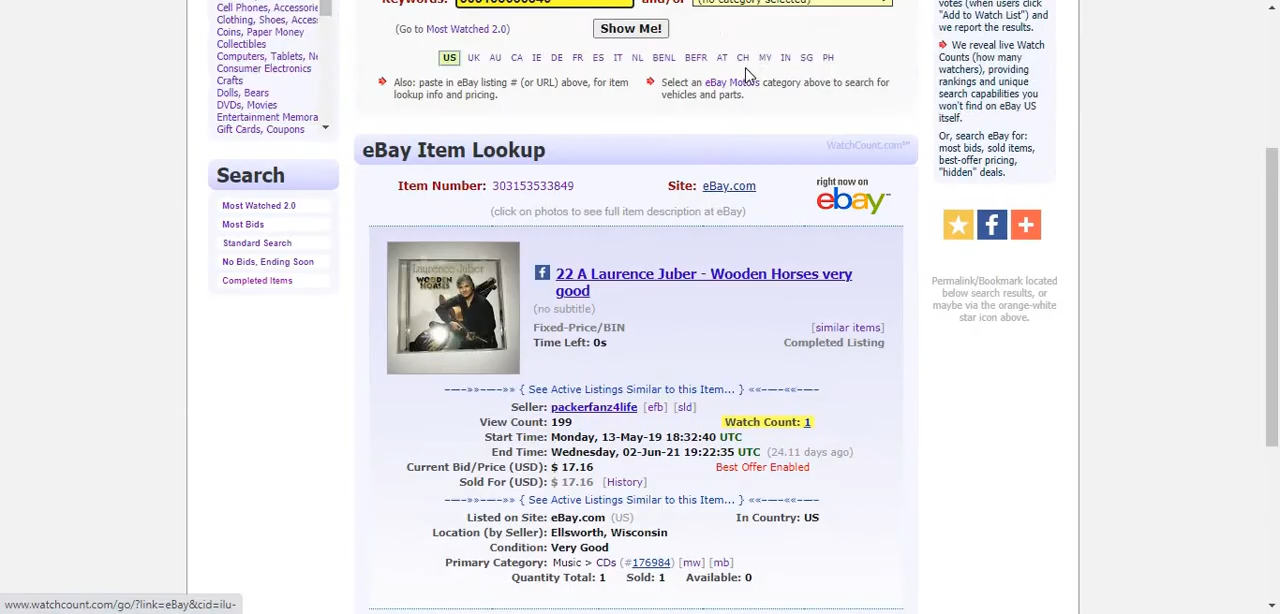 Cell Phones, Accessorie
Clothing, Shoes, Access
Coins, Paper Money
Collectibles
Computers, Tablets, Ne
Consumer Electronics
Crafts
Dolls, Bears
DVDs, Movies
Entertainment Memora
Gift Cards, Coupons
Search
Most Watched 2.0
Most Bids
Standard Search
No Bids, Ending Soon
Completed Items
Keywords:
303153533849
and/or
(no category selected)
(Go to Most Watched 2.0)
Show Me!
US UK AU CA IE DE FR ES IT NL BENL BEFR AT CH MY IN SG PH
Also: paste in eBay listing # (or URL) above, for item
lookup info and pricing.
Select an eBay Motors category above to search for
vehicles and parts.
eBay Item Lookup
WatchCount.com℠
Item Number: 303153533849
Site: eBay.com
right now on
ebay™
(click on photos to see full item description at eBay)
Laurence Juber
WOODEN
HORSES
22 A Laurence Juber - Wooden Horses very
good
(no subtitle)
Fixed-Price/BIN
[similar items]
Time Left: 0s
Completed Listing
——-»»——-»» { See Active Listings Similar to this Item... } ««-——««-——
Seller: packerfanz4life [efb] [sld]
View Count: 199
Watch Count: 1
Start Time: Monday, 13-May-19 18:32:40 UTC
End Time: Wednesday, 02-Jun-21 19:22:35 UTC (24.11 days ago)
Current Bid/Price (USD): $ 17.16
Best Offer Enabled
Sold For (USD): $ 17.16 [History]
——-»»——-»» { See Active Listings Similar to this Item... } ««-——««-——
Listed on Site: eBay.com (US)
In Country: US
Location (by Seller): Ellsworth, Wisconsin
Condition: Very Good
Primary Category: Music > CDs (#176984) [mw] [mb]
Quantity Total: 1 Sold: 1 Available: 0
votes (when users click
"Add to Watch List") and
we report the results.
We reveal live Watch
Counts (how many
watchers), providing
rankings and unique
search capabilities you
won't find on eBay US
itself.
Or, search eBay for:
most bids, sold items,
best-offer pricing,
"hidden" deals.
Permalink/Bookmark located
below search results, or
maybe via the orange-white
star icon above.
www.watchcount.com/go/?link=eBay&cid=ilu-